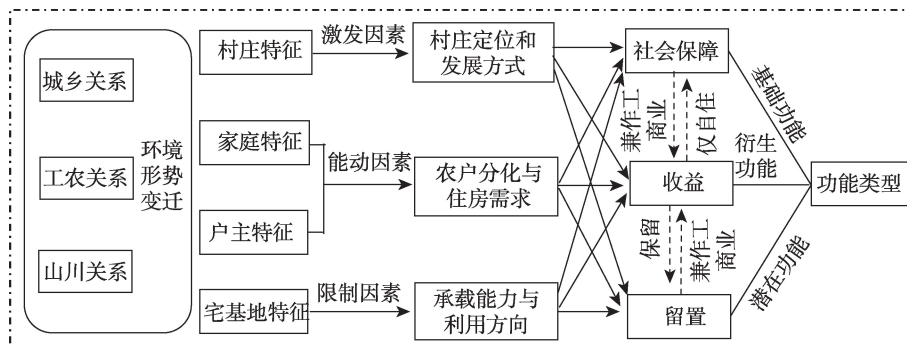 城乡关系
工农关系
山川关系
环境
形势
变迁
村庄特征
家庭特征
户主特征
宅基地特征
激发因素
能动因素
限制因素
村庄定位和
发展方式
农户分化与
住房需求
承载能力与
利用方向
社会保障
兼作工
商业
仅自住
收益
保留
兼作工
商业
留置
基础功能
衍生
功能
潜在功能
功能类型